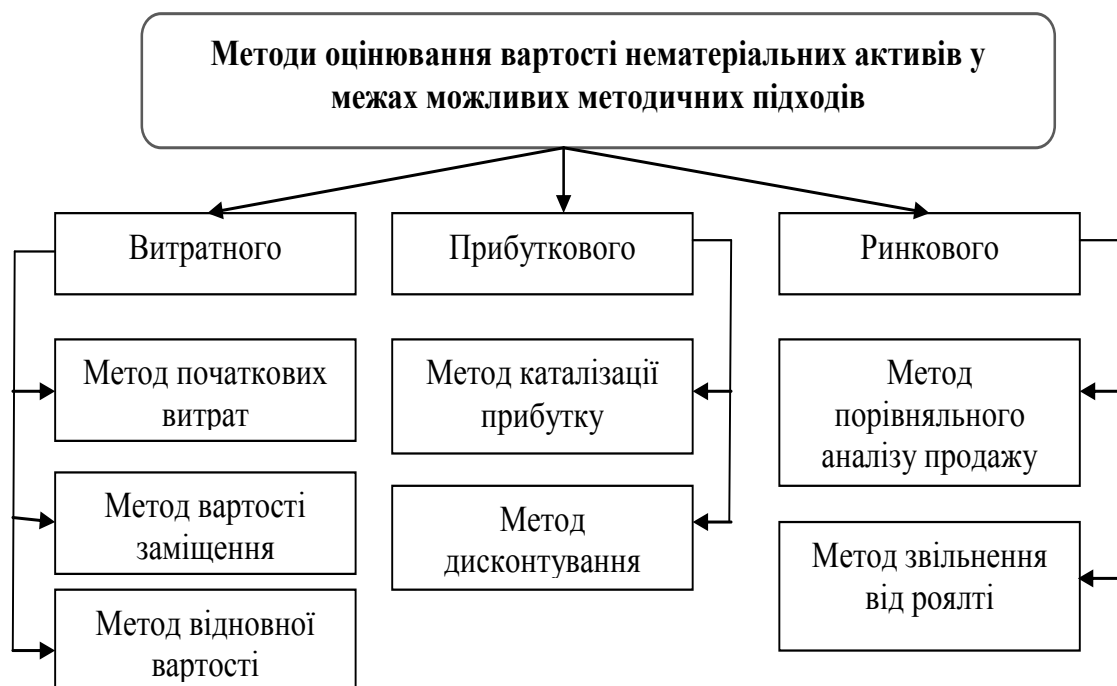 Методи оцінювання вартості нематеріальних активів у
межах можливих методичних підходів
Витратного
Прибуткового
Ринкового
Метод початкових
витрат
Метод каталізації
прибутку
Метод
порівняльного
аналізу продажу
Метод вартості
заміщення
Метод
дисконтування
Метод звільнення
від роялті
Метод відновної
вартості